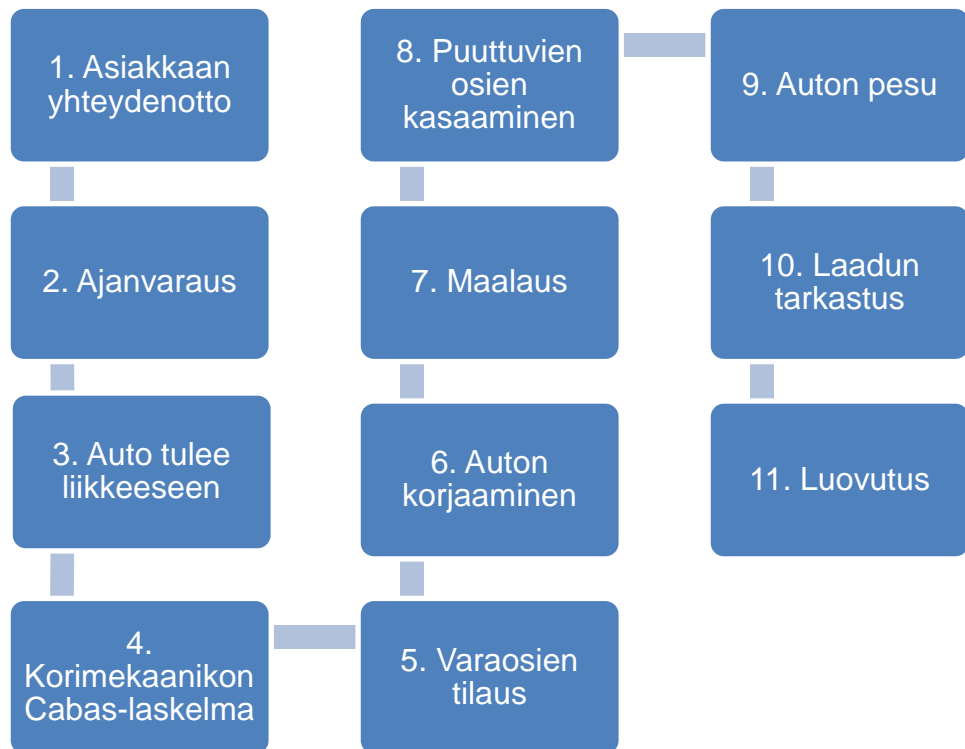 1. Asiakkaan
yhteydenotto
2. Ajanvaraus
3. Auto tulee
liikkeeseen
4.
Korimekaanikon
Cabas-laskelma
5. Varaosien
tilaus
6. Auton
korjaaminen
7. Maalaus
8. Puuttuvien
osien
kasaaminen
9. Auton pesu
10. Laadun
tarkastus
11. Luovutus